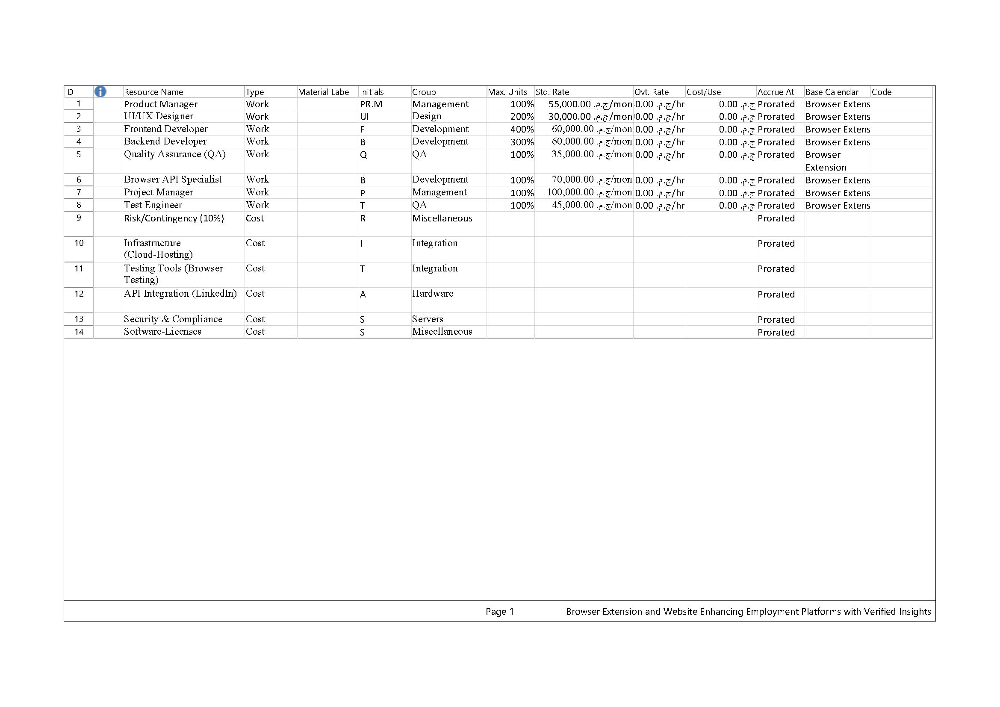 ID Resource Name Type Material Label Initials Group Max. Units Std. Rate Ovt. Rate Cost/Use Accrue At Base Calendar Code
1 Product Manager Work PR.M Management 100% 55,000.00 ج.م.‏/mon 0.00 ج.م.‏/hr 0.00 ج.م.‏ Prorated Browser Extens
2 UI/UX Designer Work UI Design 200% 30,000.00 ج.م.‏/mon 0.00 ج.م.‏/hr 0.00 ج.م.‏ Prorated Browser Extens
3 Frontend Developer Work F Development 400% 60,000.00 ج.م.‏/mon 0.00 ج.م.‏/hr 0.00 ج.م.‏ Prorated Browser Extens
4 Backend Developer Work B Development 300% 60,000.00 ج.م.‏/mon 0.00 ج.م.‏/hr 0.00 ج.م.‏ Prorated Browser Extens
5 Quality Assurance (QA) Work Q QA 100% 35,000.00 ج.م.‏/mon 0.00 ج.م.‏/hr 0.00 ج.م.‏ Prorated Browser
Extension
6 Browser API Specialist Work B Development 100% 70,000.00 ج.م.‏/mon 0.00 ج.م.‏/hr 0.00 ج.م.‏ Prorated Browser Extens
7 Project Manager Work P Management 100% 100,000.00 ج.م.‏/mon 0.00 ج.م.‏/hr 0.00 ج.م.‏ Prorated Browser Extens
8 Test Engineer Work T QA 100% 45,000.00 ج.م.‏/mon 0.00 ج.م.‏/hr 0.00 ج.م.‏ Prorated Browser Extens
9 Risk/Contingency (10%) Cost R Miscellaneous Prorated
10 Infrastructure Cost I Integration Prorated
(Cloud-Hosting)
11 Testing Tools (Browser Cost T Integration Prorated
Testing)
12 API Integration (LinkedIn) Cost A Hardware Prorated
13 Security & Compliance Cost S Servers Prorated
14 Software-Licenses Cost S Miscellaneous Prorated
Page 1 Browser Extension and Website Enhancing Employment Platforms with Verified Insights